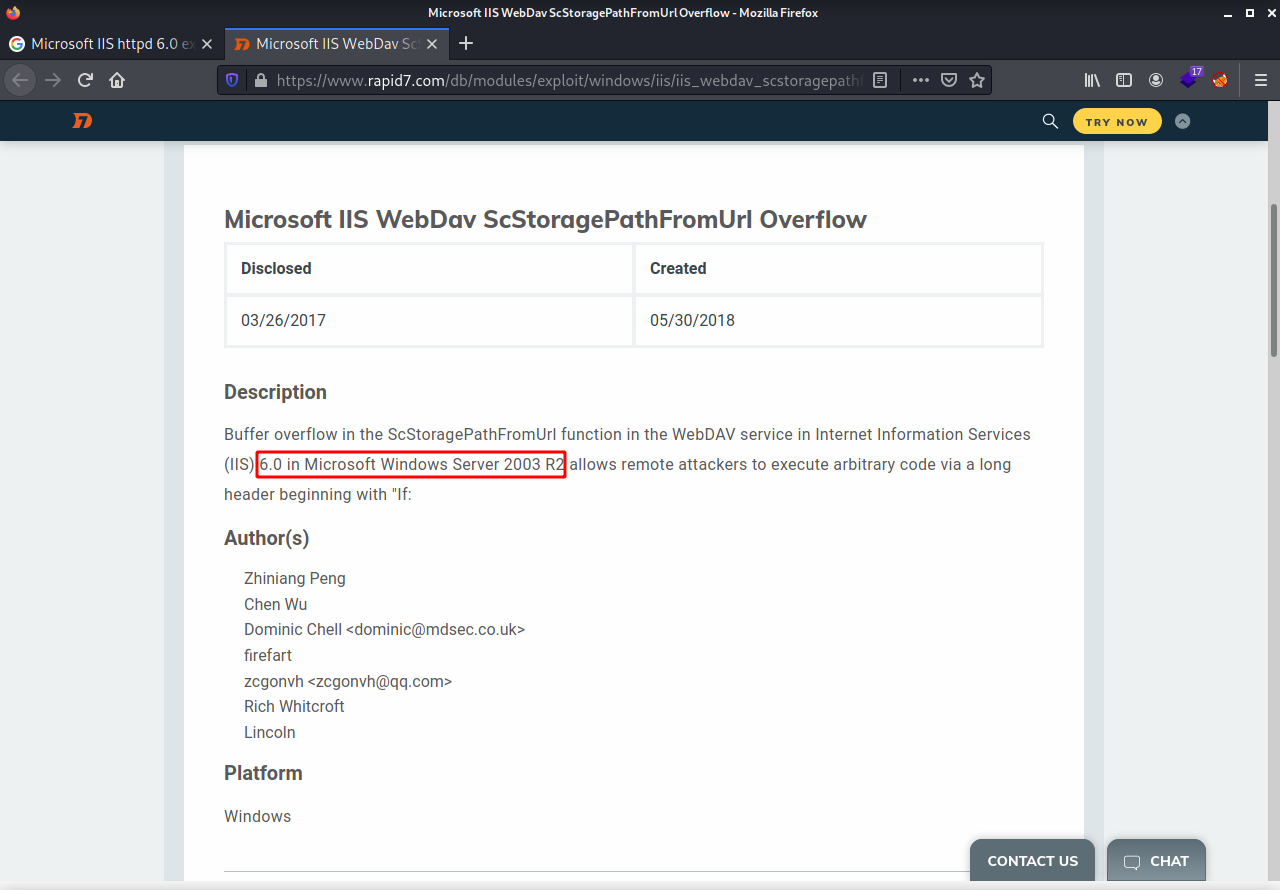 Microsoft IIS WebDav ScStoragePathFromUrl Overflow - Mozilla Firefox
Microsoft IIS httpd 6.0 ex
Microsoft IIS WebDav Sc
https://www.rapid7.com/db/modules/exploit/windows/iis/iis_webdav_scstoragepathf
17
TRY NOW
Microsoft IIS WebDav ScStoragePathFromUrl Overflow
Disclosed
Created
03/26/2017
05/30/2018
Description
Buffer overflow in the ScStoragePathFromUrl function in the WebDAV service in Internet Information Services
(IIS) 6.0 in Microsoft Windows Server 2003 R2 allows remote attackers to execute arbitrary code via a long
header beginning with "If:
Author(s)
Zhiniang Peng
Chen Wu
Dominic Chell <dominic@mdsec.co.uk>
firefart
zcgonvh <zcgonvh@qq.com>
Rich Whitcroft
Lincoln
Platform
Windows
CONTACT US
CHAT